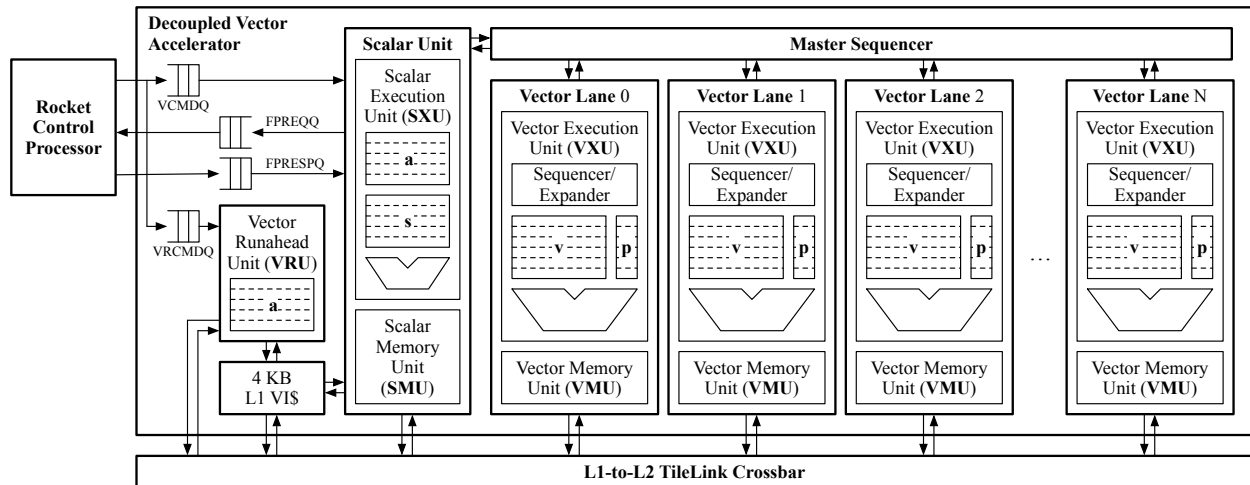 Decoupled Vector
Accelerator
Rocket
Control
Processor
VCMDQ
FPREQQ
FPRESPQ
VRCMDQ
Vector
Runahead
Unit (VRU)
a
4 KB
L1 VI$
Scalar Unit
Scalar
Execution
Unit (SXU)
a
s
Scalar
Memory
Unit
(SMU)
Master Sequencer
Vector Lane 0
Vector Execution
Unit (VXU)
Sequencer/
Expander
v
p
Vector Memory
Unit (VMU)
Vector Lane 1
Vector Execution
Unit (VXU)
Sequencer/
Expander
v
p
Vector Memory
Unit (VMU)
Vector Lane 2
Vector Execution
Unit (VXU)
Sequencer/
Expander
v
p
Vector Memory
Unit (VMU)
...
Vector Lane N
Vector Execution
Unit (VXU)
Sequencer/
Expander
v
p
Vector Memory
Unit (VMU)
L1-to-L2 TileLink Crossbar